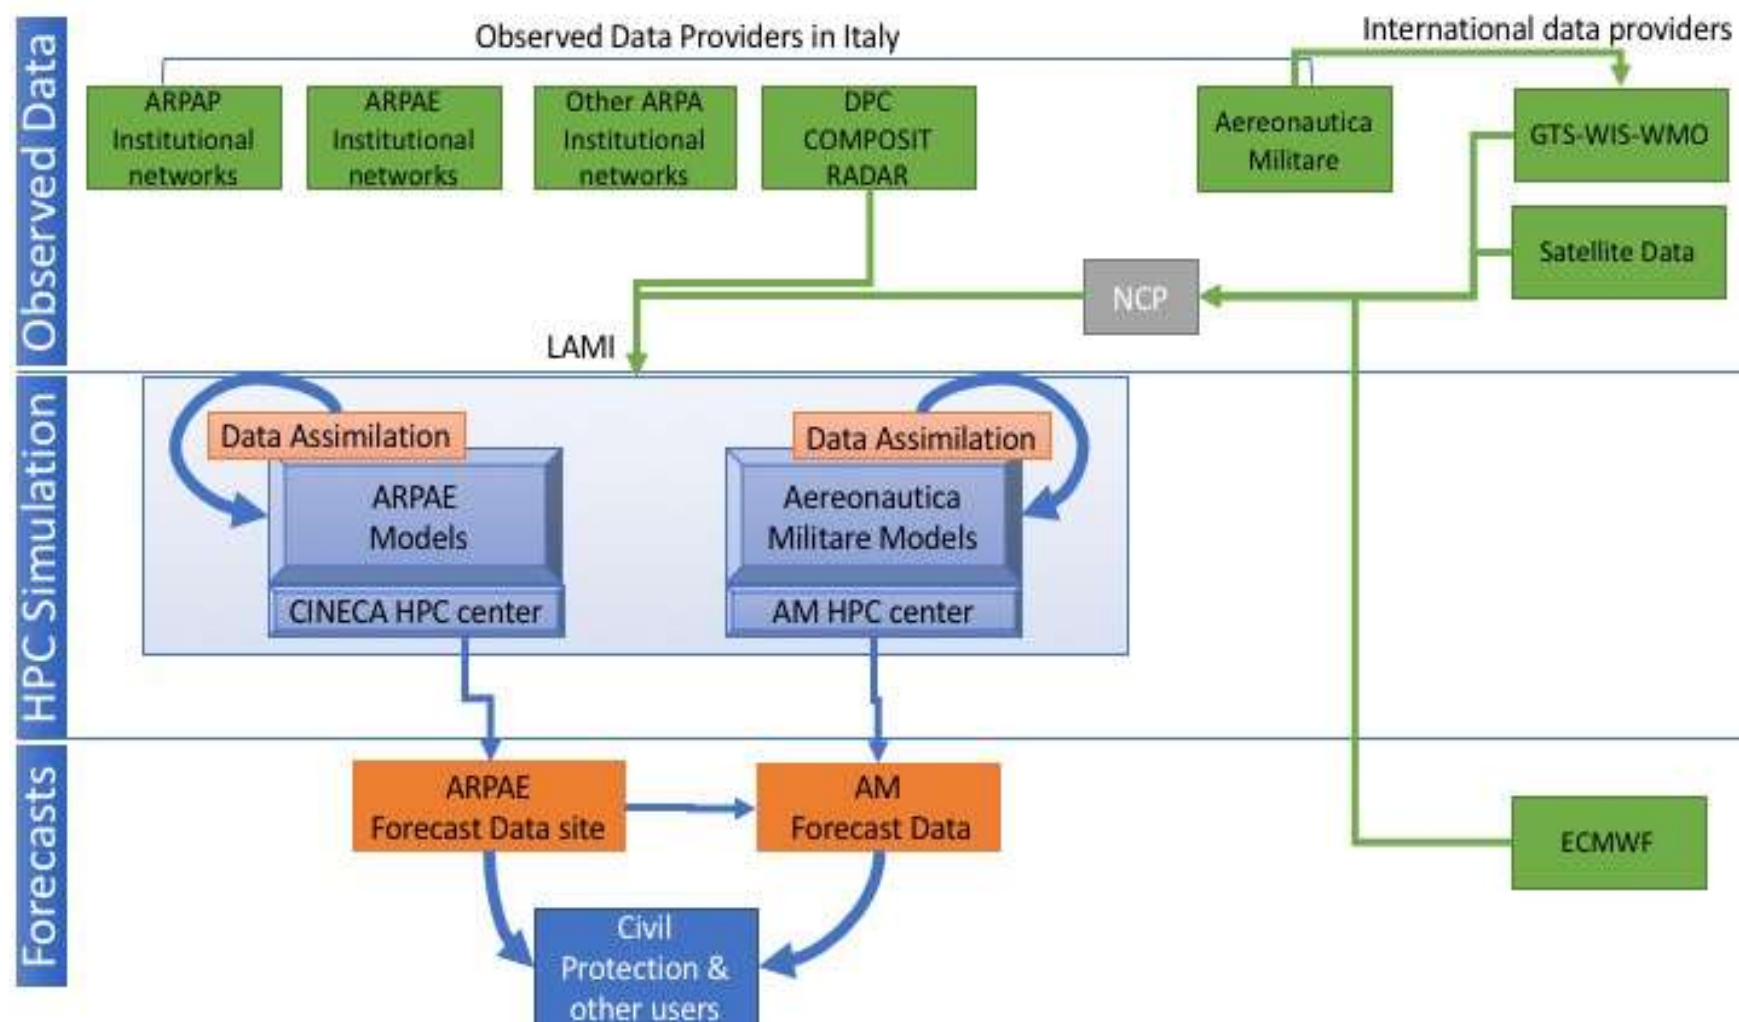 Observed Data
Observed Data Providers in Italy
International data providers
ARPAP
Institutional
networks
ARPAE
Institutional
networks
Other ARPA
Institutional
networks
DPC
COMPOSIT
RADAR
Aereonautica
Militare
GTS-WIS-WMO
Satellite Data
NCP
LAMI
HPC Simulation
Data Assimilation
ARPAE
Models
CINECA HPC center
Data Assimilation
Aereonautica
Militare Models
AM HPC center
Forecasts
ARPAE
Forecast Data site
AM
Forecast Data
ECMWF
Civil
Protection &
other users